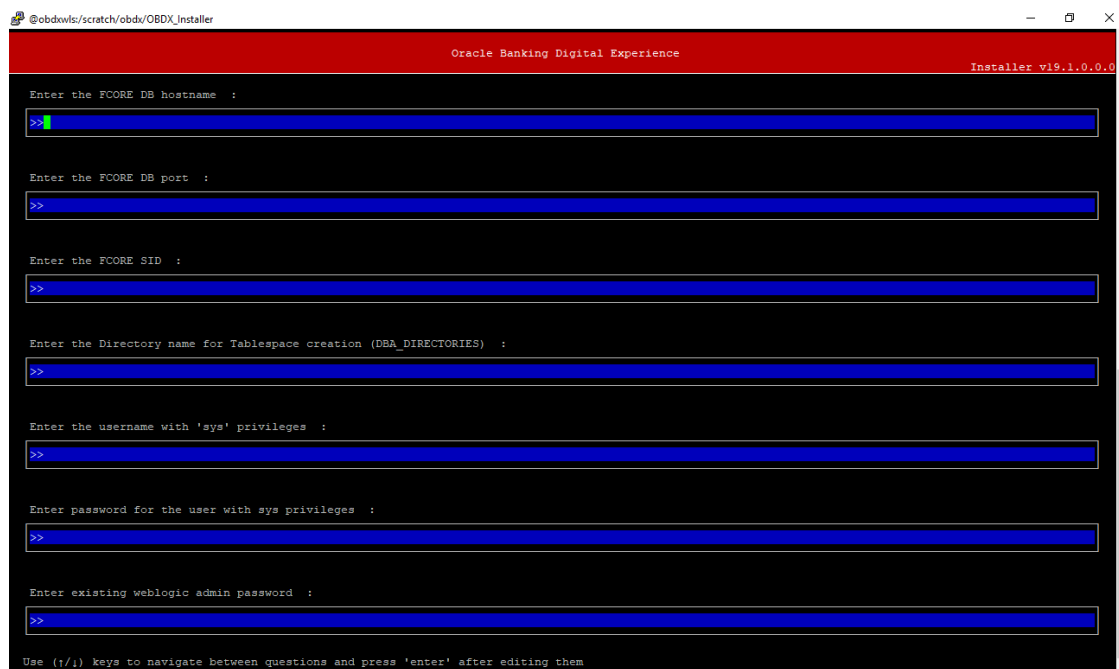 @obdxwls:/scratch/obdx/OBDX_Installer
Oracle Banking Digital Experience
Installer v19.1.0.0.0
Enter the FCORE DB hostname  :
>>
Enter the FCORE DB port  :
>>
Enter the FCORE SID  :
>>
Enter the Directory name for Tablespace creation (DBA_DIRECTORIES)  :
>>
Enter the username with 'sys' privileges  :
>>
Enter password for the user with sys privileges  :
>>
Enter existing weblogic admin password  :
>>
Use (↑/↓) keys to navigate between questions and press 'enter' after editing them